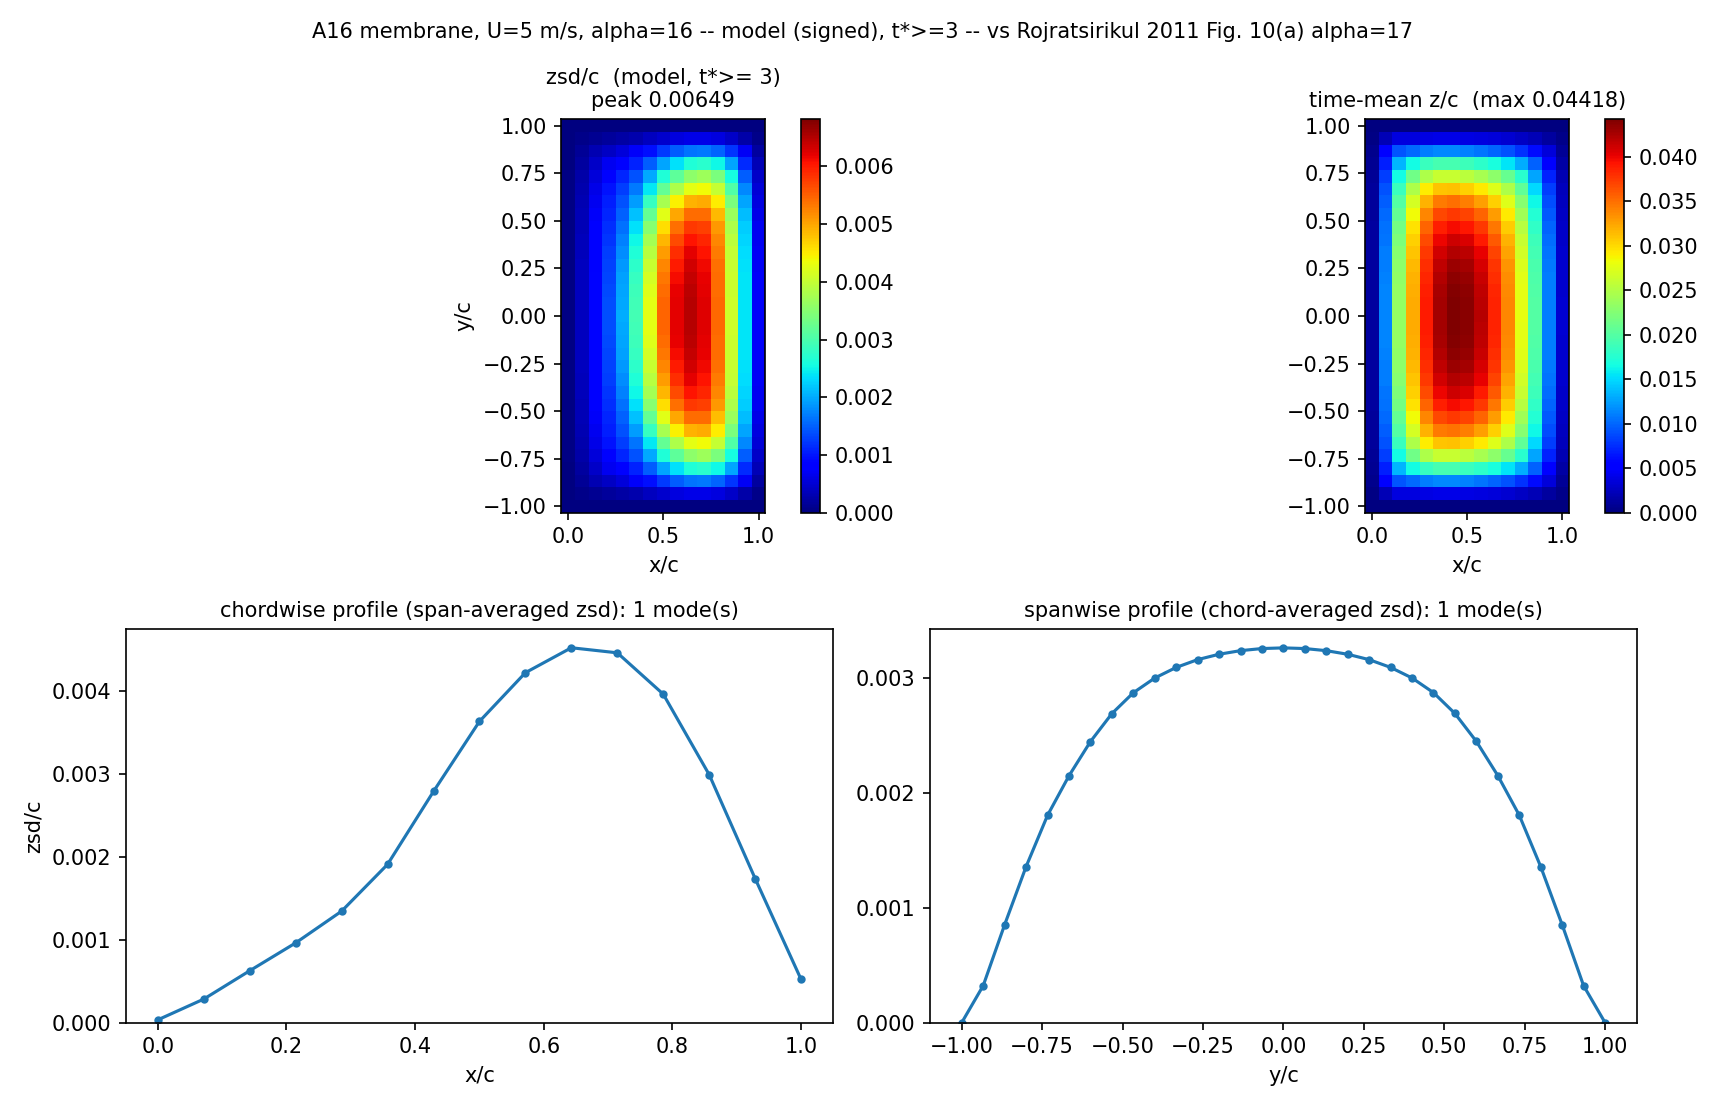 A16 membrane, U=5 m/s, alpha=16 -- model (signed), t*>=3 -- vs Rojratsirikul 2011 Fig. 10(a) alpha=17
zsd/c  (model, t*>= 3)
peak 0.00649
1.00
0.75
0.50
0.25
0.00
−0.25
−0.50
−0.75
−1.00
y/c
0.0 0.5 1.0
x/c
0.006
0.005
0.004
0.003
0.002
0.001
0.000
time-mean z/c  (max 0.04418)
1.00
0.75
0.50
0.25
0.00
−0.25
−0.50
−0.75
−1.00
0.0 0.5 1.0
x/c
0.040
0.035
0.030
0.025
0.020
0.015
0.010
0.005
0.000
chordwise profile (span-averaged zsd): 1 mode(s)
0.004
0.003
0.002
0.001
0.000
zsd/c
0.0 0.2 0.4 0.6 0.8 1.0
x/c
spanwise profile (chord-averaged zsd): 1 mode(s)
0.003
0.002
0.001
0.000
−1.00 −0.75 −0.50 −0.25 0.00 0.25 0.50 0.75 1.00
y/c